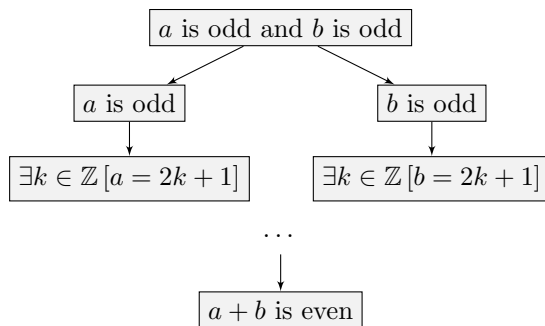 a is odd and b is odd
a is odd
b is odd
∃k ∈ ℤ [a = 2k + 1]
∃k ∈ ℤ [b = 2k + 1]
...
a + b is even